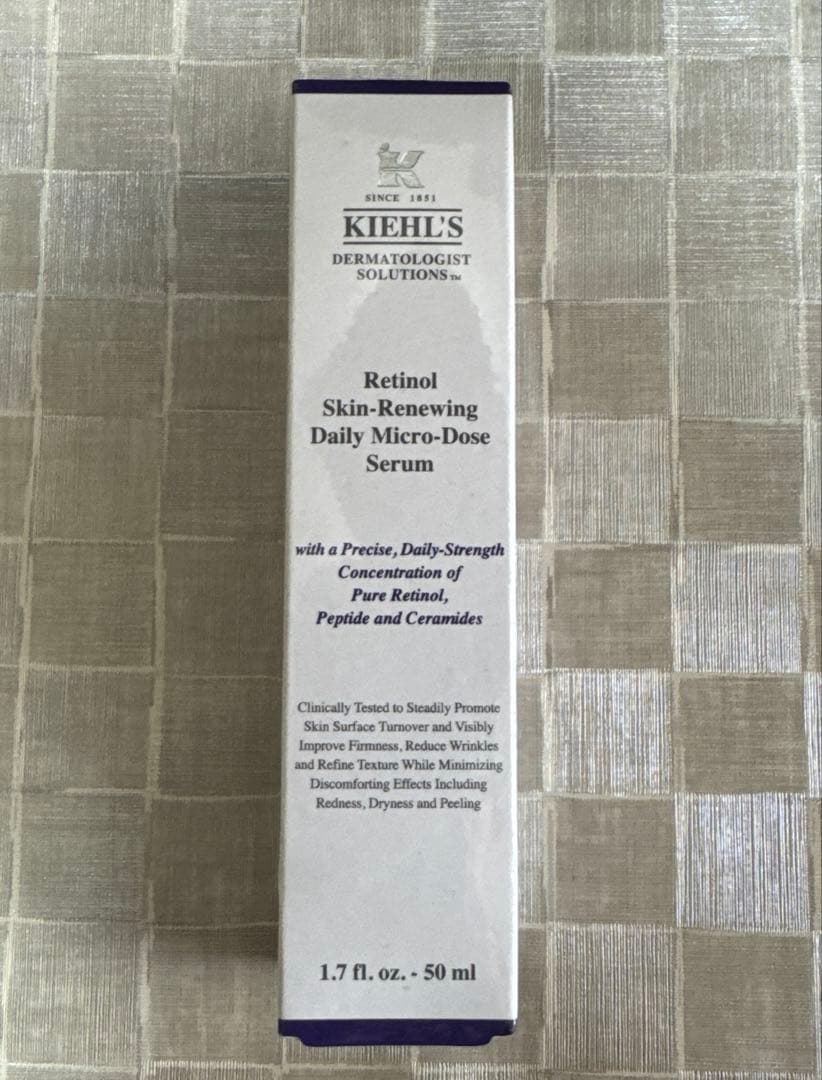 K
SINCE 1851
KIEHL'S
DERMATOLOGIST
SOLUTIONS™
Retinol
Skin-Renewing
Daily Micro-Dose
Serum
with a Precise, Daily-Strength
Concentration of
Pure Retinol,
Peptide and Ceramides
Clinically Tested to Steadily Promote
Skin Surface Turnover and Visibly
Improve Firmness, Reduce Wrinkles
and Refine Texture While Minimizing
Discomforting Effects Including
Redness, Dryness and Peeling
1.7 fl. oz. - 50 ml